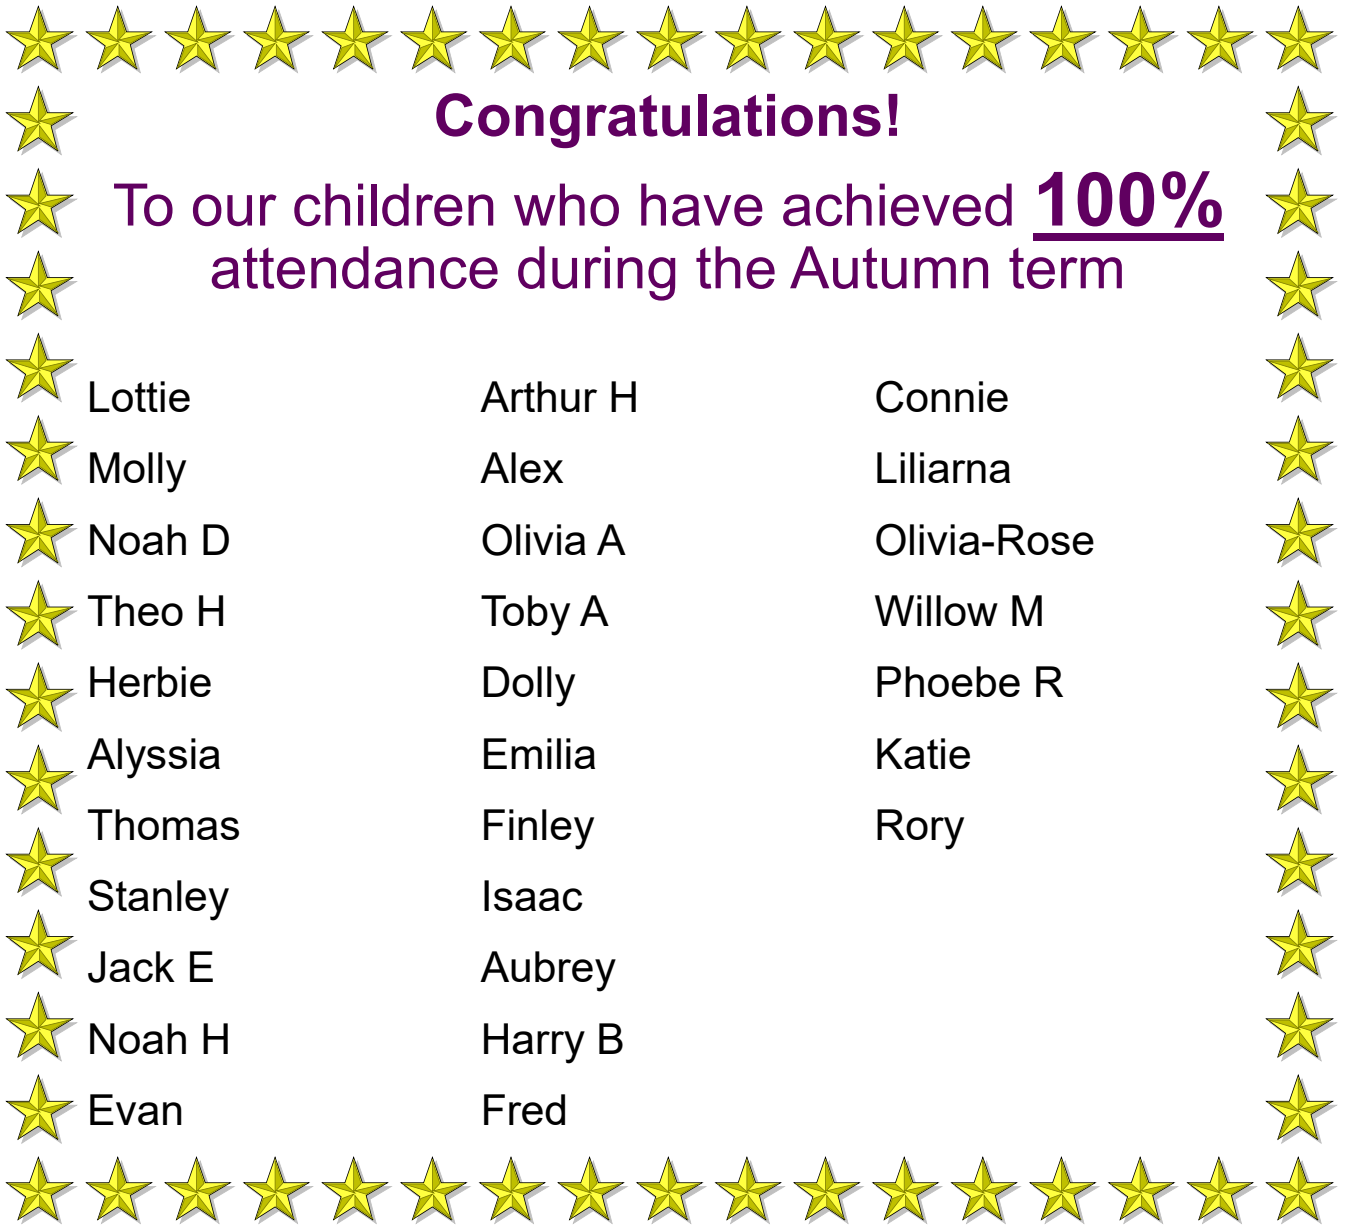 Congratulations!
To our children who have achieved 100%
attendance during the Autumn term
Lottie
Molly
Noah D
Theo H
Herbie
Alyssia
Thomas
Stanley
Jack E
Noah H
Evan
Arthur H
Alex
Olivia A
Toby A
Dolly
Emilia
Finley
Isaac
Aubrey
Harry B
Fred
Connie
Liliarna
Olivia-Rose
Willow M
Phoebe R
Katie
Rory